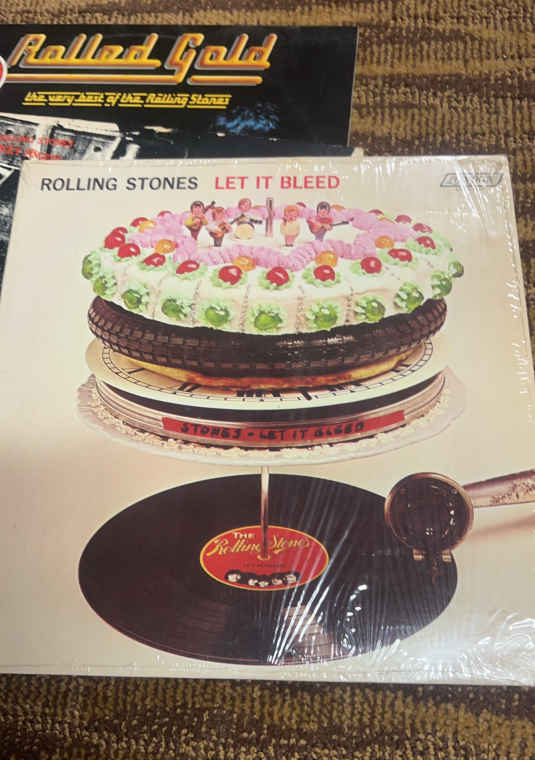 Rolled Gold
the very best of the Rolling Stones
ROLLING STONES LET IT BLEED
STONES - LET IT BLEED
THE
Rolling Stones